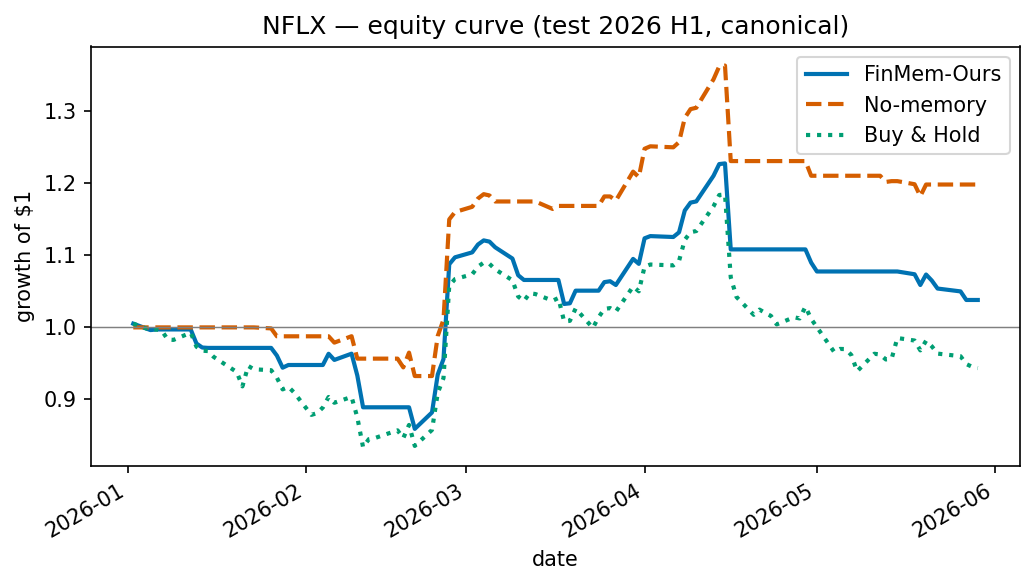 NFLX — equity curve (test 2026 H1, canonical)
FinMem-Ours
No-memory
Buy & Hold
growth of $1
1.3
1.2
1.1
1.0
0.9
2026-01
2026-02
2026-03
2026-04
2026-05
2026-06
date